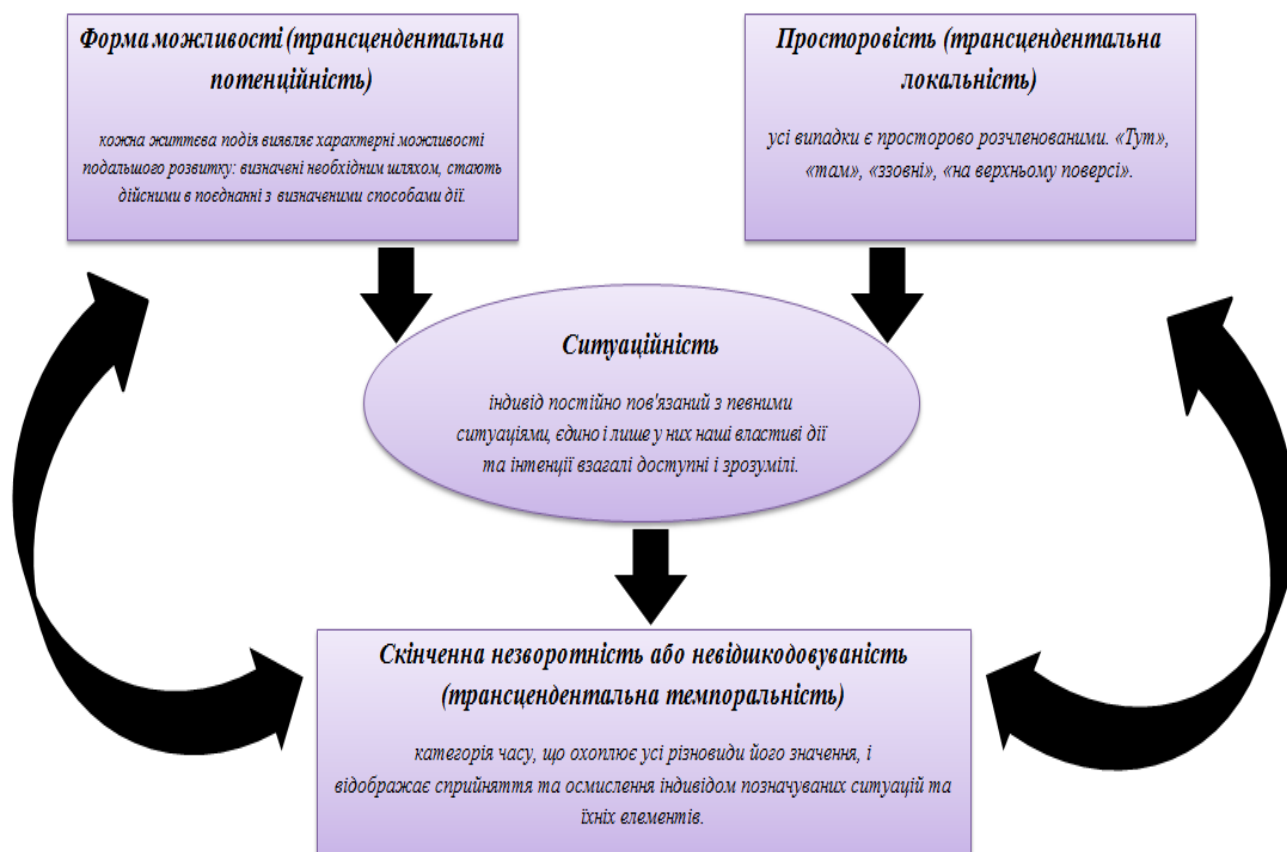 Форма можливості (трансцендентальна
потенційність)
кожна життєва подія виявляє характерні можливості
подальшого розвитку: визначені необхідним шляхом, стають
дійсними в поєднанні з визначеними способами дії.
Просторовість (трансцендентальна
локальність)
усі випадки є просторово розчленованими. «Тут»,
«там», «ззовні», «на верхньому поверсі».
Ситуаційність
індивід постійно пов'язаний з певними
ситуаціями, єдино і лише у них наші властиві дії
та інтенції взагалі доступні і зрозумілі.
Скінченна незворотність або невідшкодовуваність
(трансцендентальна темпоральність)
категорія часу, що охоплює усі різновиди його значення, і
відображає сприйняття та осмислення індивідом позначуваних ситуацій та
їхніх елементів.